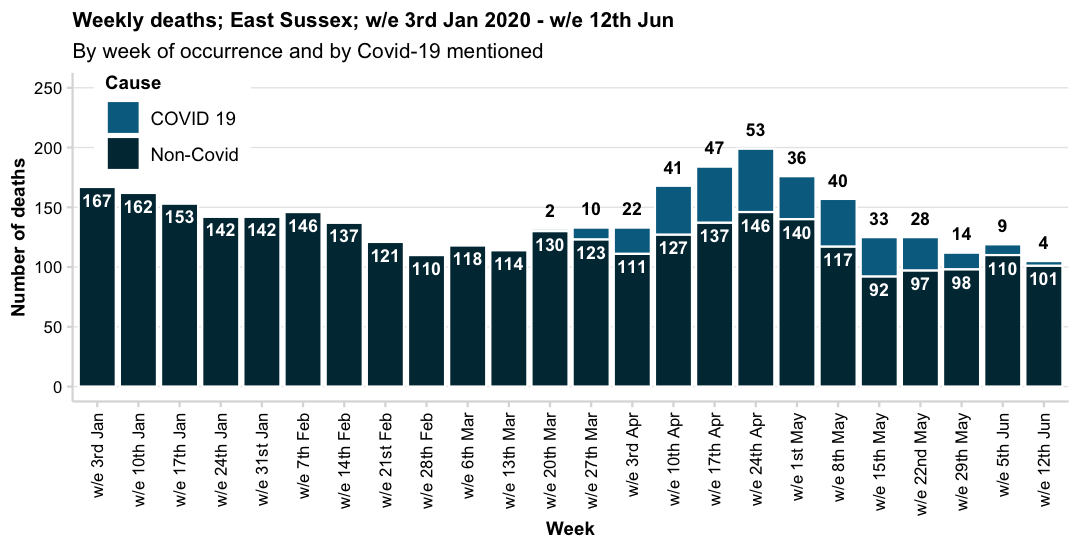 Weekly deaths; East Sussex; w/e 3rd Jan 2020 - w/e 12th Jun
By week of occurrence and by Covid-19 mentioned
Cause
COVID 19
Non-Covid
Number of deaths
250
200
150
100
50
0
2 10 22 41 47 53 36 40 33 28 14 9 4
167 162 153 142 142 146 137 121 110 118 114 130 123 111 127 137 146 140 117 92 97 98 110 101
w/e 3rd Jan
w/e 10th Jan
w/e 17th Jan
w/e 24th Jan
w/e 31st Jan
w/e 7th Feb
w/e 14th Feb
w/e 21st Feb
w/e 28th Feb
w/e 6th Mar
w/e 13th Mar
w/e 20th Mar
w/e 27th Mar
w/e 3rd Apr
w/e 10th Apr
w/e 17th Apr
w/e 24th Apr
w/e 1st May
w/e 8th May
w/e 15th May
w/e 22nd May
w/e 29th May
w/e 5th Jun
w/e 12th Jun
Week